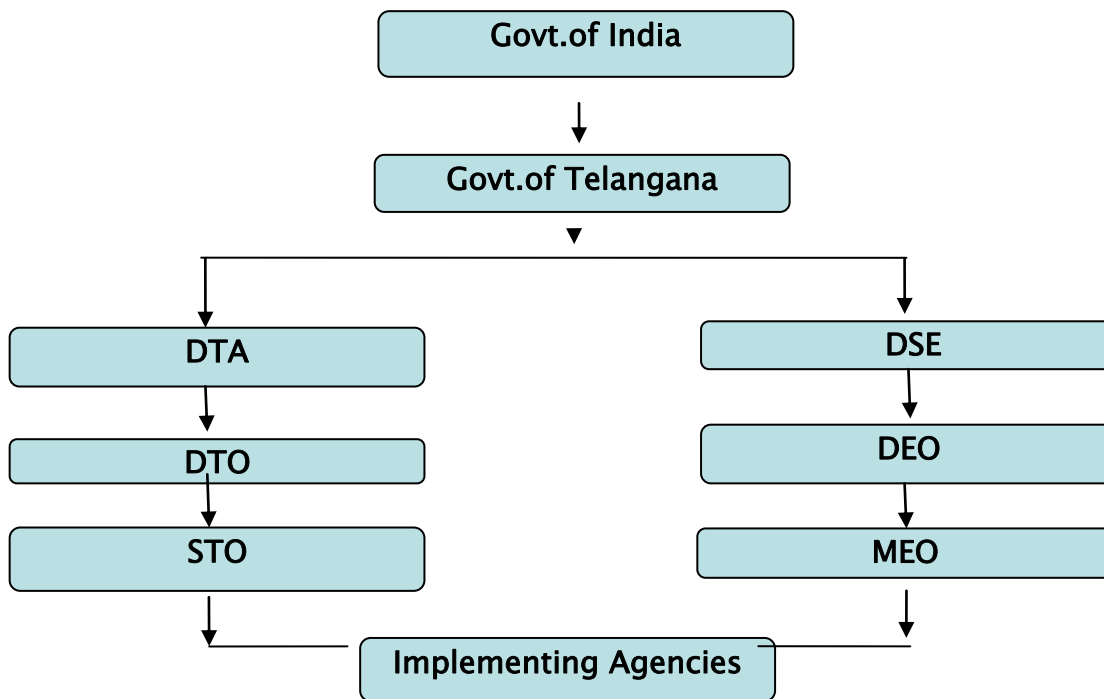 Govt.of India
Govt.of Telangana
DTA
DSE
DTO
DEO
STO
MEO
Implementing Agencies